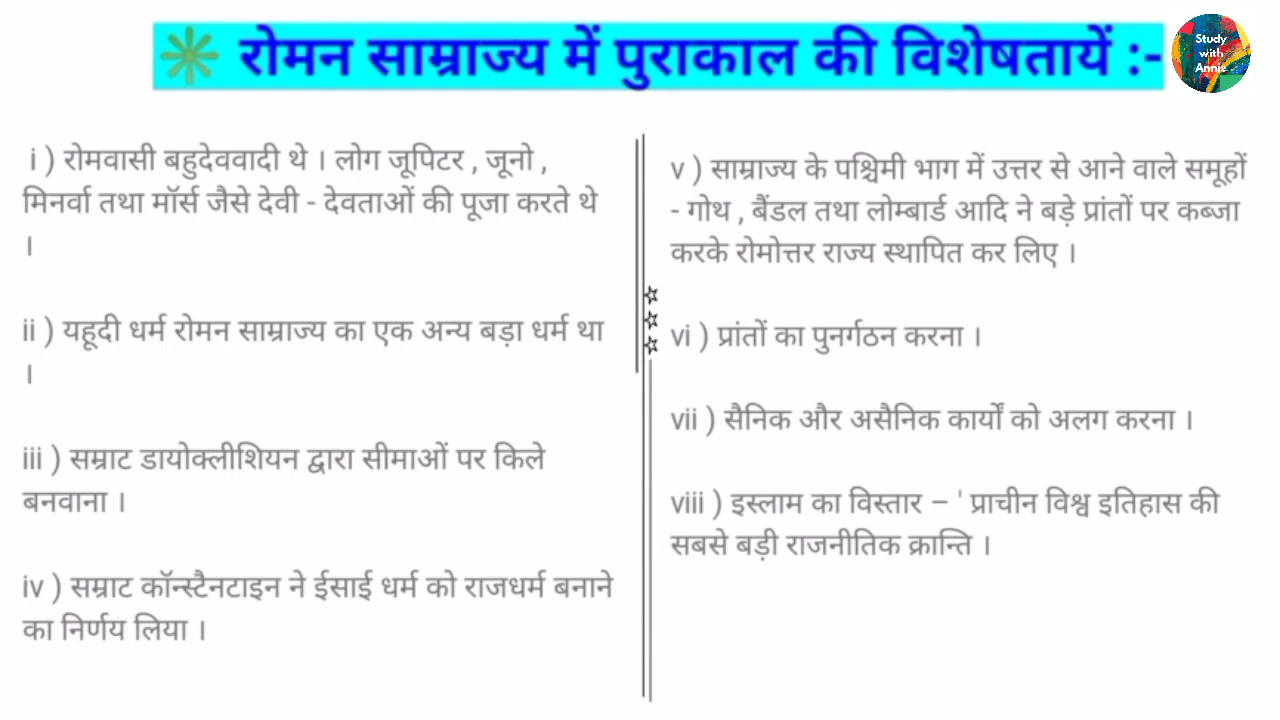 रोमन साम्राज्य में पुराकाल की विशेषतायें :-
Study
with
Annie
i ) रोमवासी बहुदेववादी थे । लोग जूपिटर , जूनो ,
मिनर्वा तथा मॉर्स जैसे देवी - देवताओं की पूजा करते थे
।
ii ) यहूदी धर्म रोमन साम्राज्य का एक अन्य बड़ा धर्म था
।
iii ) सम्राट डायोक्लीशियन द्वारा सीमाओं पर किले
बनवाना ।
iv ) सम्राट कॉन्स्टैनटाइन ने ईसाई धर्म को राजधर्म बनाने
का निर्णय लिया ।
v ) साम्राज्य के पश्चिमी भाग में उत्तर से आने वाले समूहों
- गोथ , बैंडल तथा लोम्बार्ड आदि ने बड़े प्रांतों पर कब्जा
करके रोमोत्तर राज्य स्थापित कर लिए ।
vi ) प्रांतों का पुनर्गठन करना ।
vii ) सैनिक और असैनिक कार्यों को अलग करना ।
viii ) इस्लाम का विस्तार – ' प्राचीन विश्व इतिहास की
सबसे बड़ी राजनीतिक क्रान्ति ।